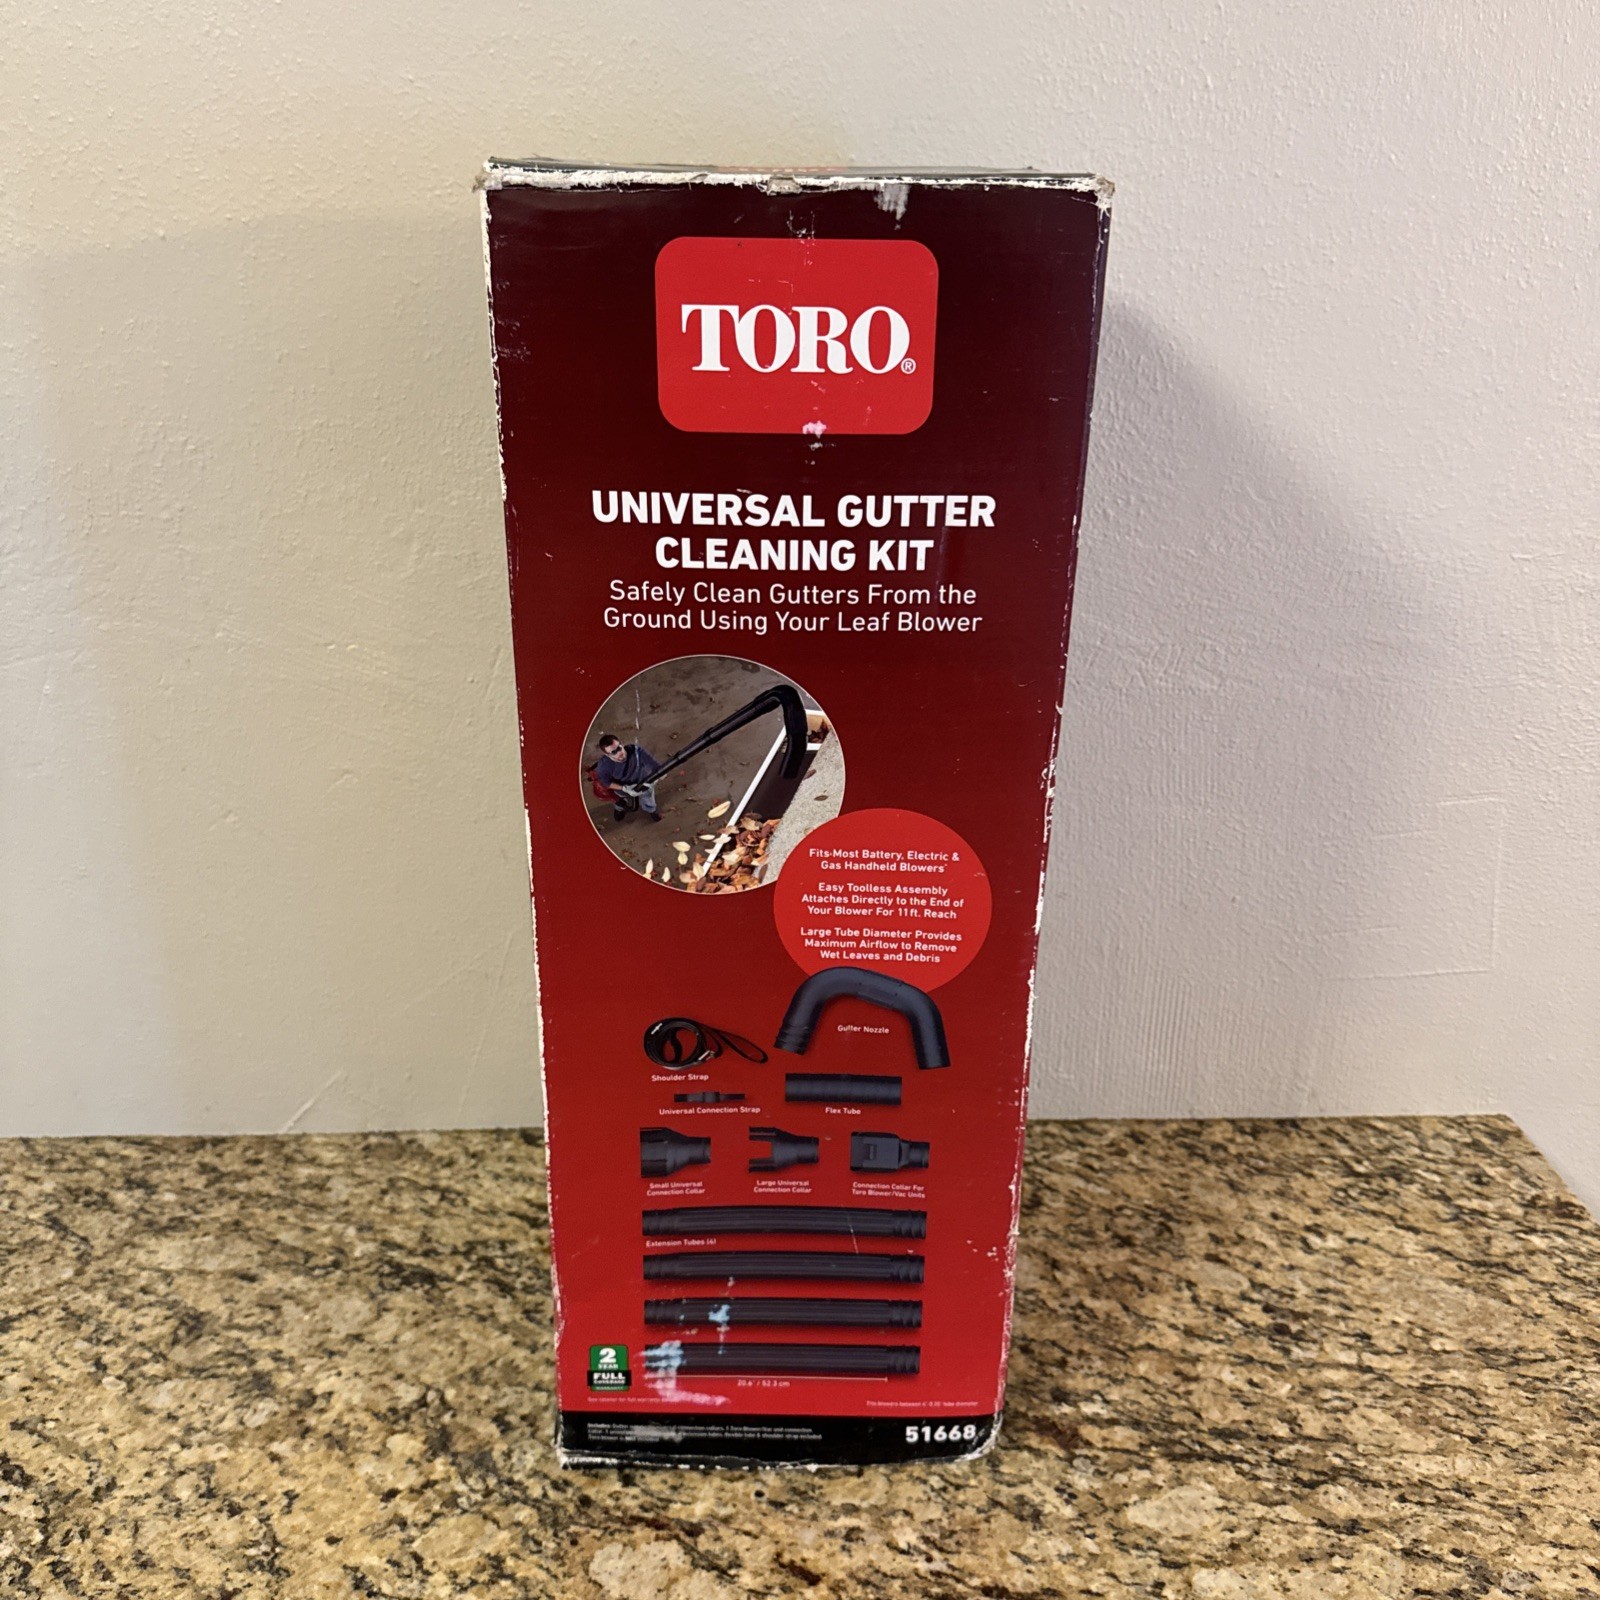 TORO®
UNIVERSAL GUTTER
CLEANING KIT
Safely Clean Gutters From the
Ground Using Your Leaf Blower
Fits-Most Battery, Electric &
Gas Handheld Blowers*
Easy Toolless Assembly
Attaches Directly to the End of
Your Blower For 11ft. Reach
Large Tube Diameter Provides
Maximum Airflow to Remove
Wet Leaves and Debris
Gutter Nozzle
Shoulder Strap
Universal Connection Strap
Flex Tube
Small Universal
Connection Collar
Large Universal
Connection Collar
Connection Collar For
Toro Blower/Vac Units
Extension Tubes (4)
20.6" / 52.3 cm
2
YEAR
FULL
51668